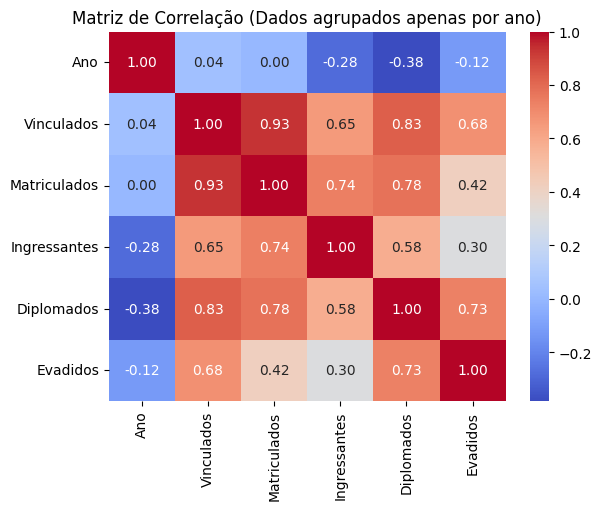 Matriz de Correlação (Dados agrupados apenas por ano)
Ano 1.00 0.04 0.00 -0.28 -0.38 -0.12
Vinculados 0.04 1.00 0.93 0.65 0.83 0.68
Matriculados 0.00 0.93 1.00 0.74 0.78 0.42
Ingressantes -0.28 0.65 0.74 1.00 0.58 0.30
Diplomados -0.38 0.83 0.78 0.58 1.00 0.73
Evadidos -0.12 0.68 0.42 0.30 0.73 1.00
Ano Vinculados Matriculados Ingressantes Diplomados Evadidos
1.0
0.8
0.6
0.4
0.2
0.0
−0.2